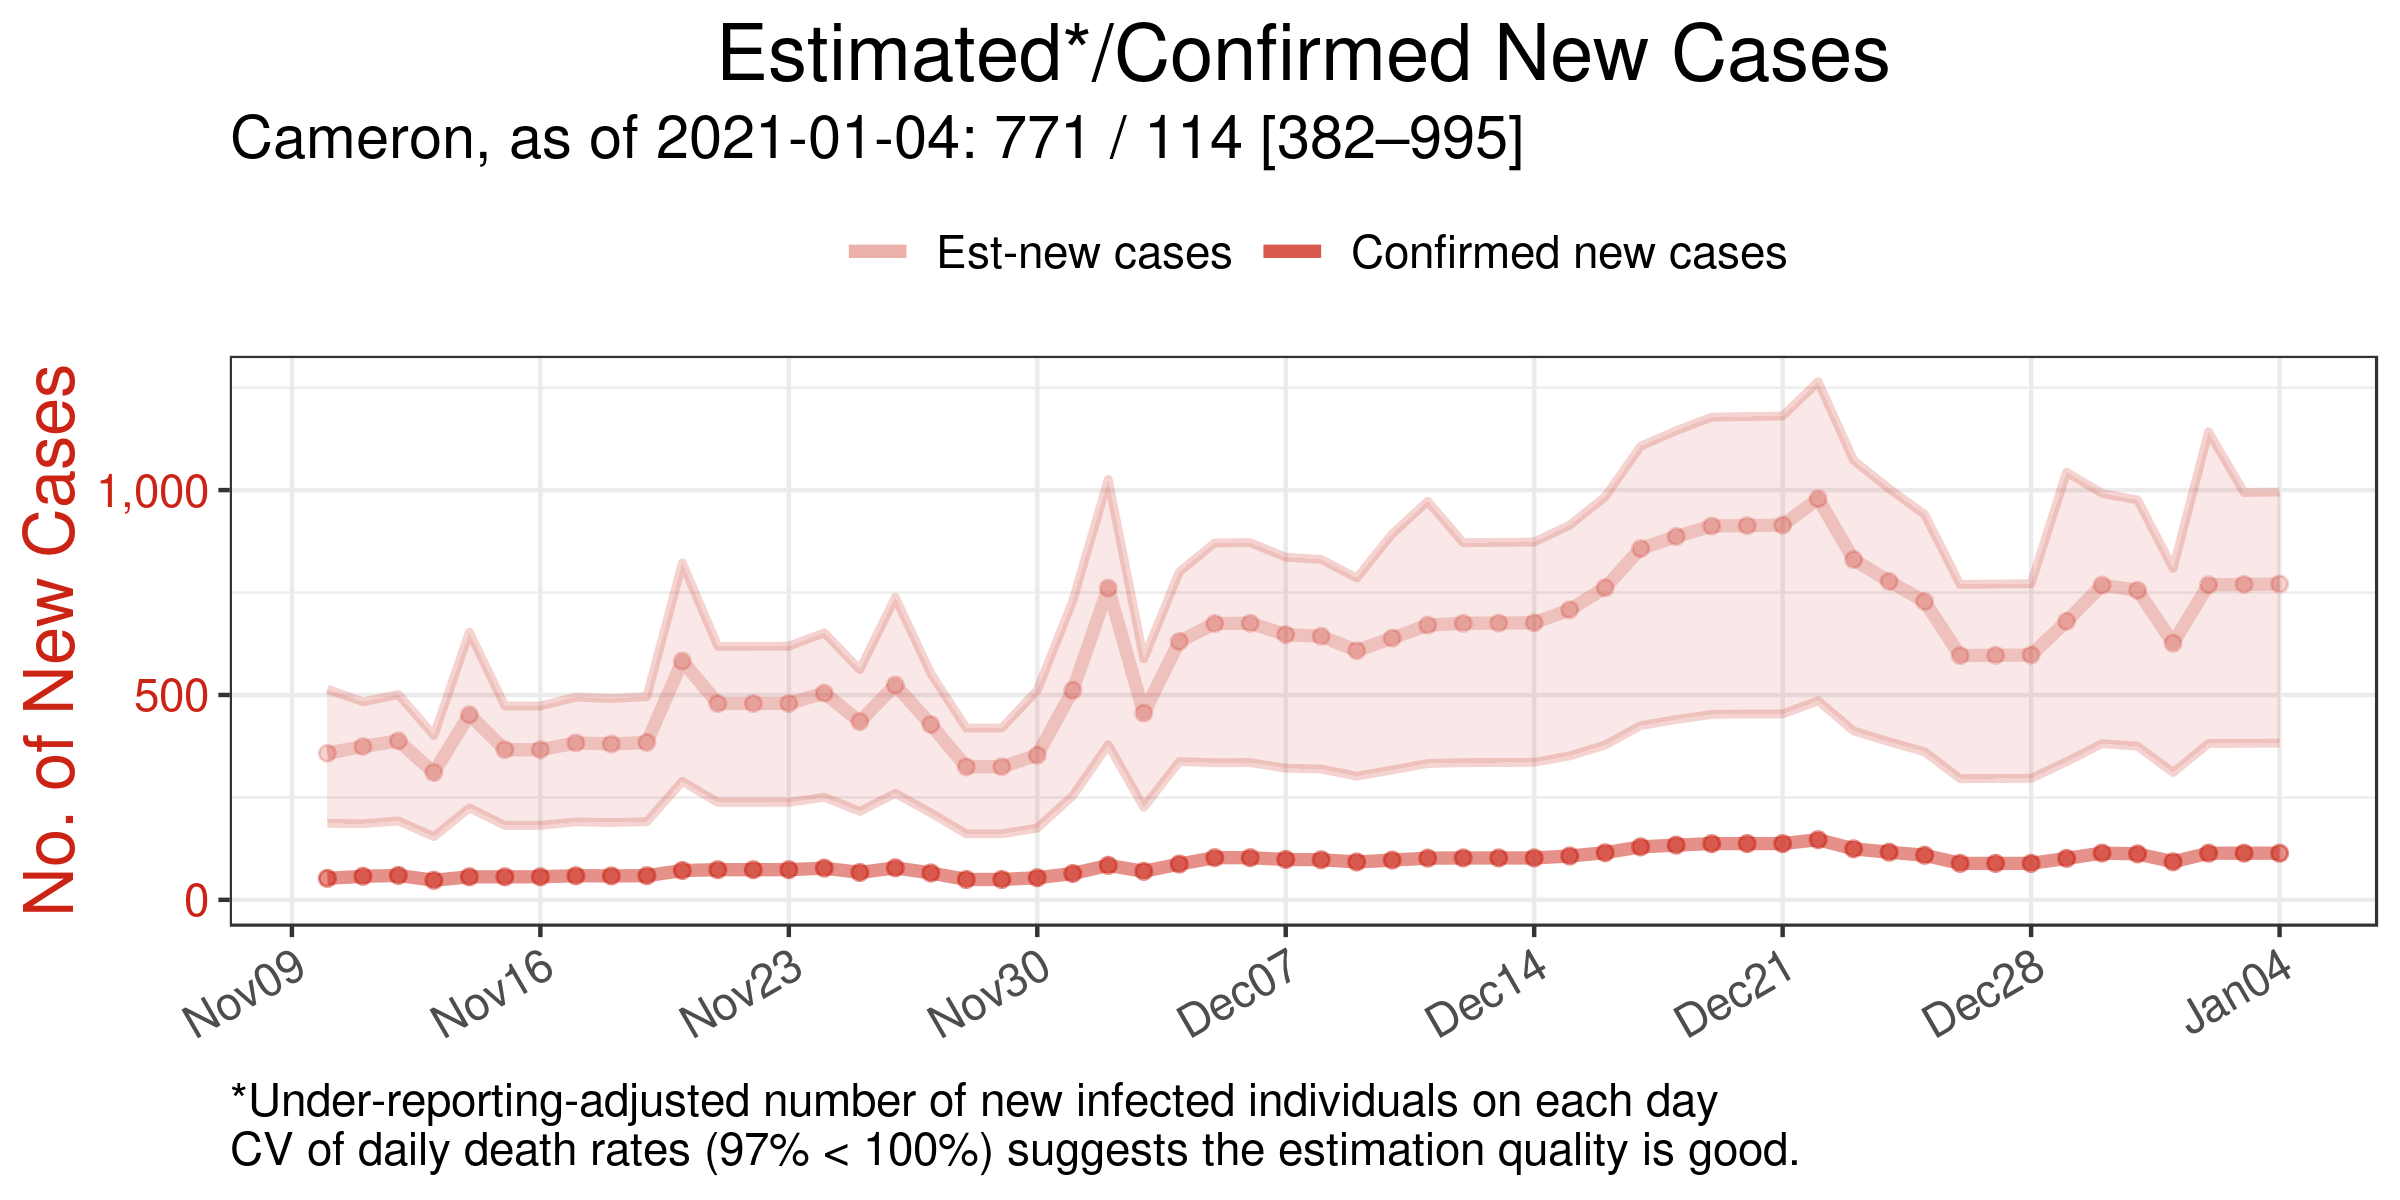 Estimated*/Confirmed New Cases
Cameron, as of 2021-01-04: 771 / 114 [382–995]
Est-new cases Confirmed new cases
No. of New Cases
1,000
500
0
Nov09 Nov16 Nov23 Nov30 Dec07 Dec14 Dec21 Dec28 Jan04
*Under-reporting-adjusted number of new infected individuals on each day
CV of daily death rates (97% < 100%) suggests the estimation quality is good.